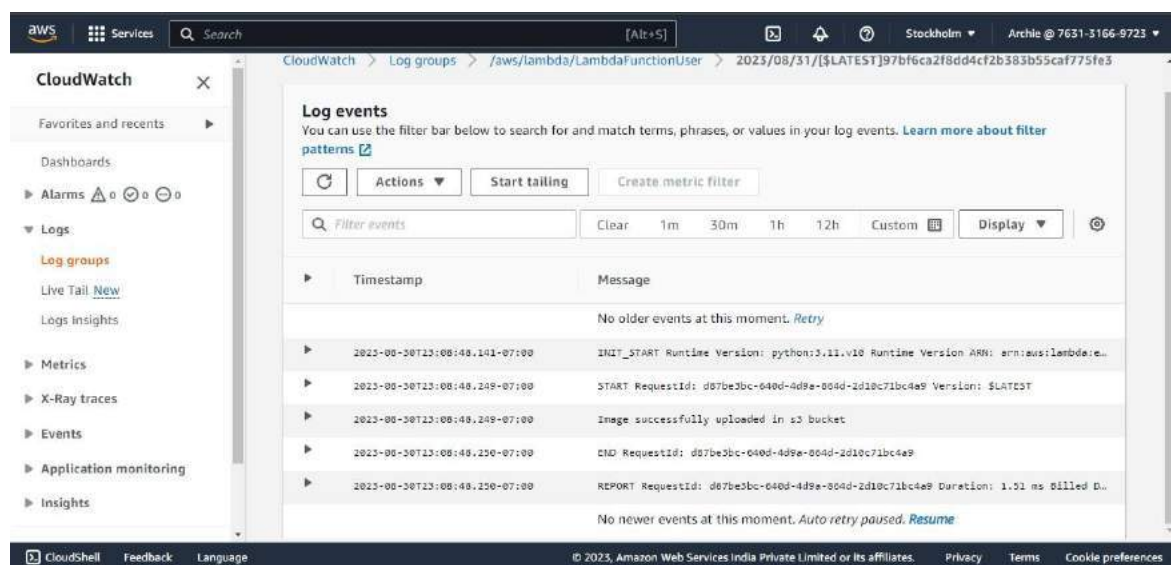 aws Services Search [Alt+S] Stockholm Archie @ 7631-3166-9723
CloudWatch
Favorites and recents
Dashboards
Alarms 0 0 0
Logs
Log groups
Live Tail New
Logs Insights
Metrics
X-Ray traces
Events
Application monitoring
Insights
CloudWatch > Log groups > /aws/lambda/LambdaFunctionUser > 2023/08/31/[$LATEST]97bf6ca2f8dd4cf2b383b55caf775fe3
Log events
You can use the filter bar below to search for and match terms, phrases, or values in your log events. Learn more about filter
patterns
Actions Start tailing Create metric filter
Filter events Clear 1m 30m 1h 12h Custom Display
Timestamp Message
No older events at this moment. Retry
2023-08-30T23:08:48.141-07:00 INIT_START Runtime Version: python:3.11.v10 Runtime Version ARN: arn:aws:lambda:e…
2023-08-30T23:08:48.249-07:00 START RequestId: d87be3bc-640d-4d9a-864d-2d10c71bc4a9 Version: $LATEST
2023-08-30T23:08:48.249-07:00 Image successfully uploaded in s3 bucket
2023-08-30T23:08:48.250-07:00 END RequestId: d87be3bc-640d-4d9a-864d-2d10c71bc4a9
2023-08-30T23:08:48.250-07:00 REPORT RequestId: d87be3bc-640d-4d9a-864d-2d10c71bc4a9 Duration: 1.51 ms Billed D…
No newer events at this moment. Auto retry paused. Resume
CloudShell Feedback Language © 2023, Amazon Web Services India Private Limited or its affiliates. Privacy Terms Cookie preferences